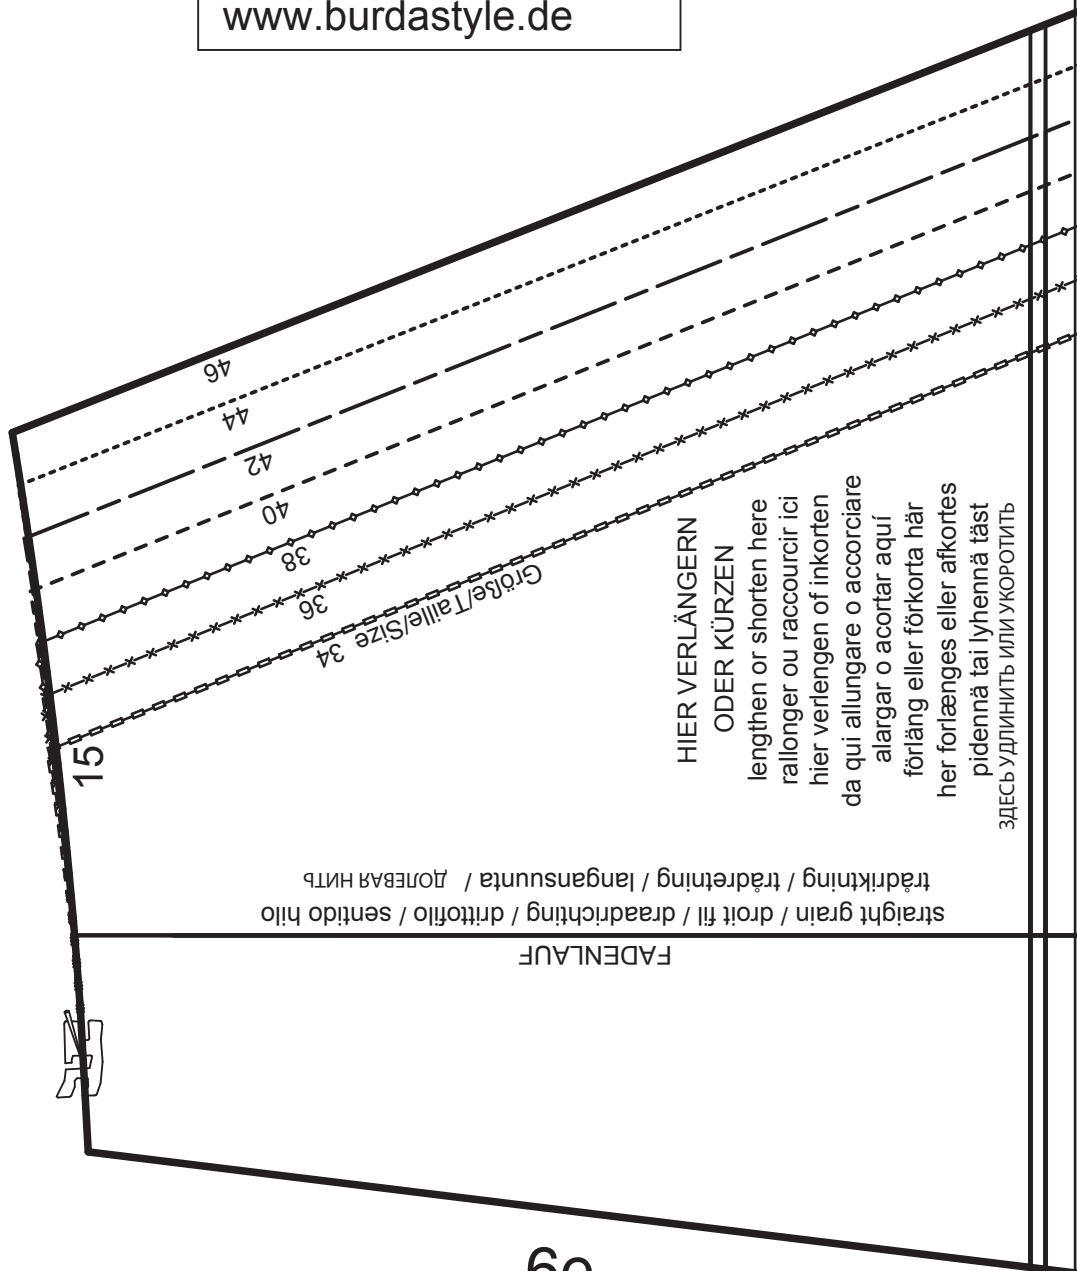 www.burdastyle.de
46
44
42
40
38
36
34 Größe/Taille/Size
15
HIER VERLÄNGERN
ODER KÜRZEN
lengthen or shorten here
rallonger ou raccourcir ici
hier verlengen of inkorten
da qui allungare o accorciare
alargar o acortar aquí
förläng eller förkorta här
her forlænges eller afkortes
pidennä tai lyhennä täst
ЗДЕСЬ УДЛИНИТЬ ИЛИ УКОРОТИТЬ
FADENLAUF
straight grain / droit fil / draadrichting / drittofilo / sentido hilo
trådriktning / trådretning / langansuunta / ДОЛЕВАЯ НИТЬ